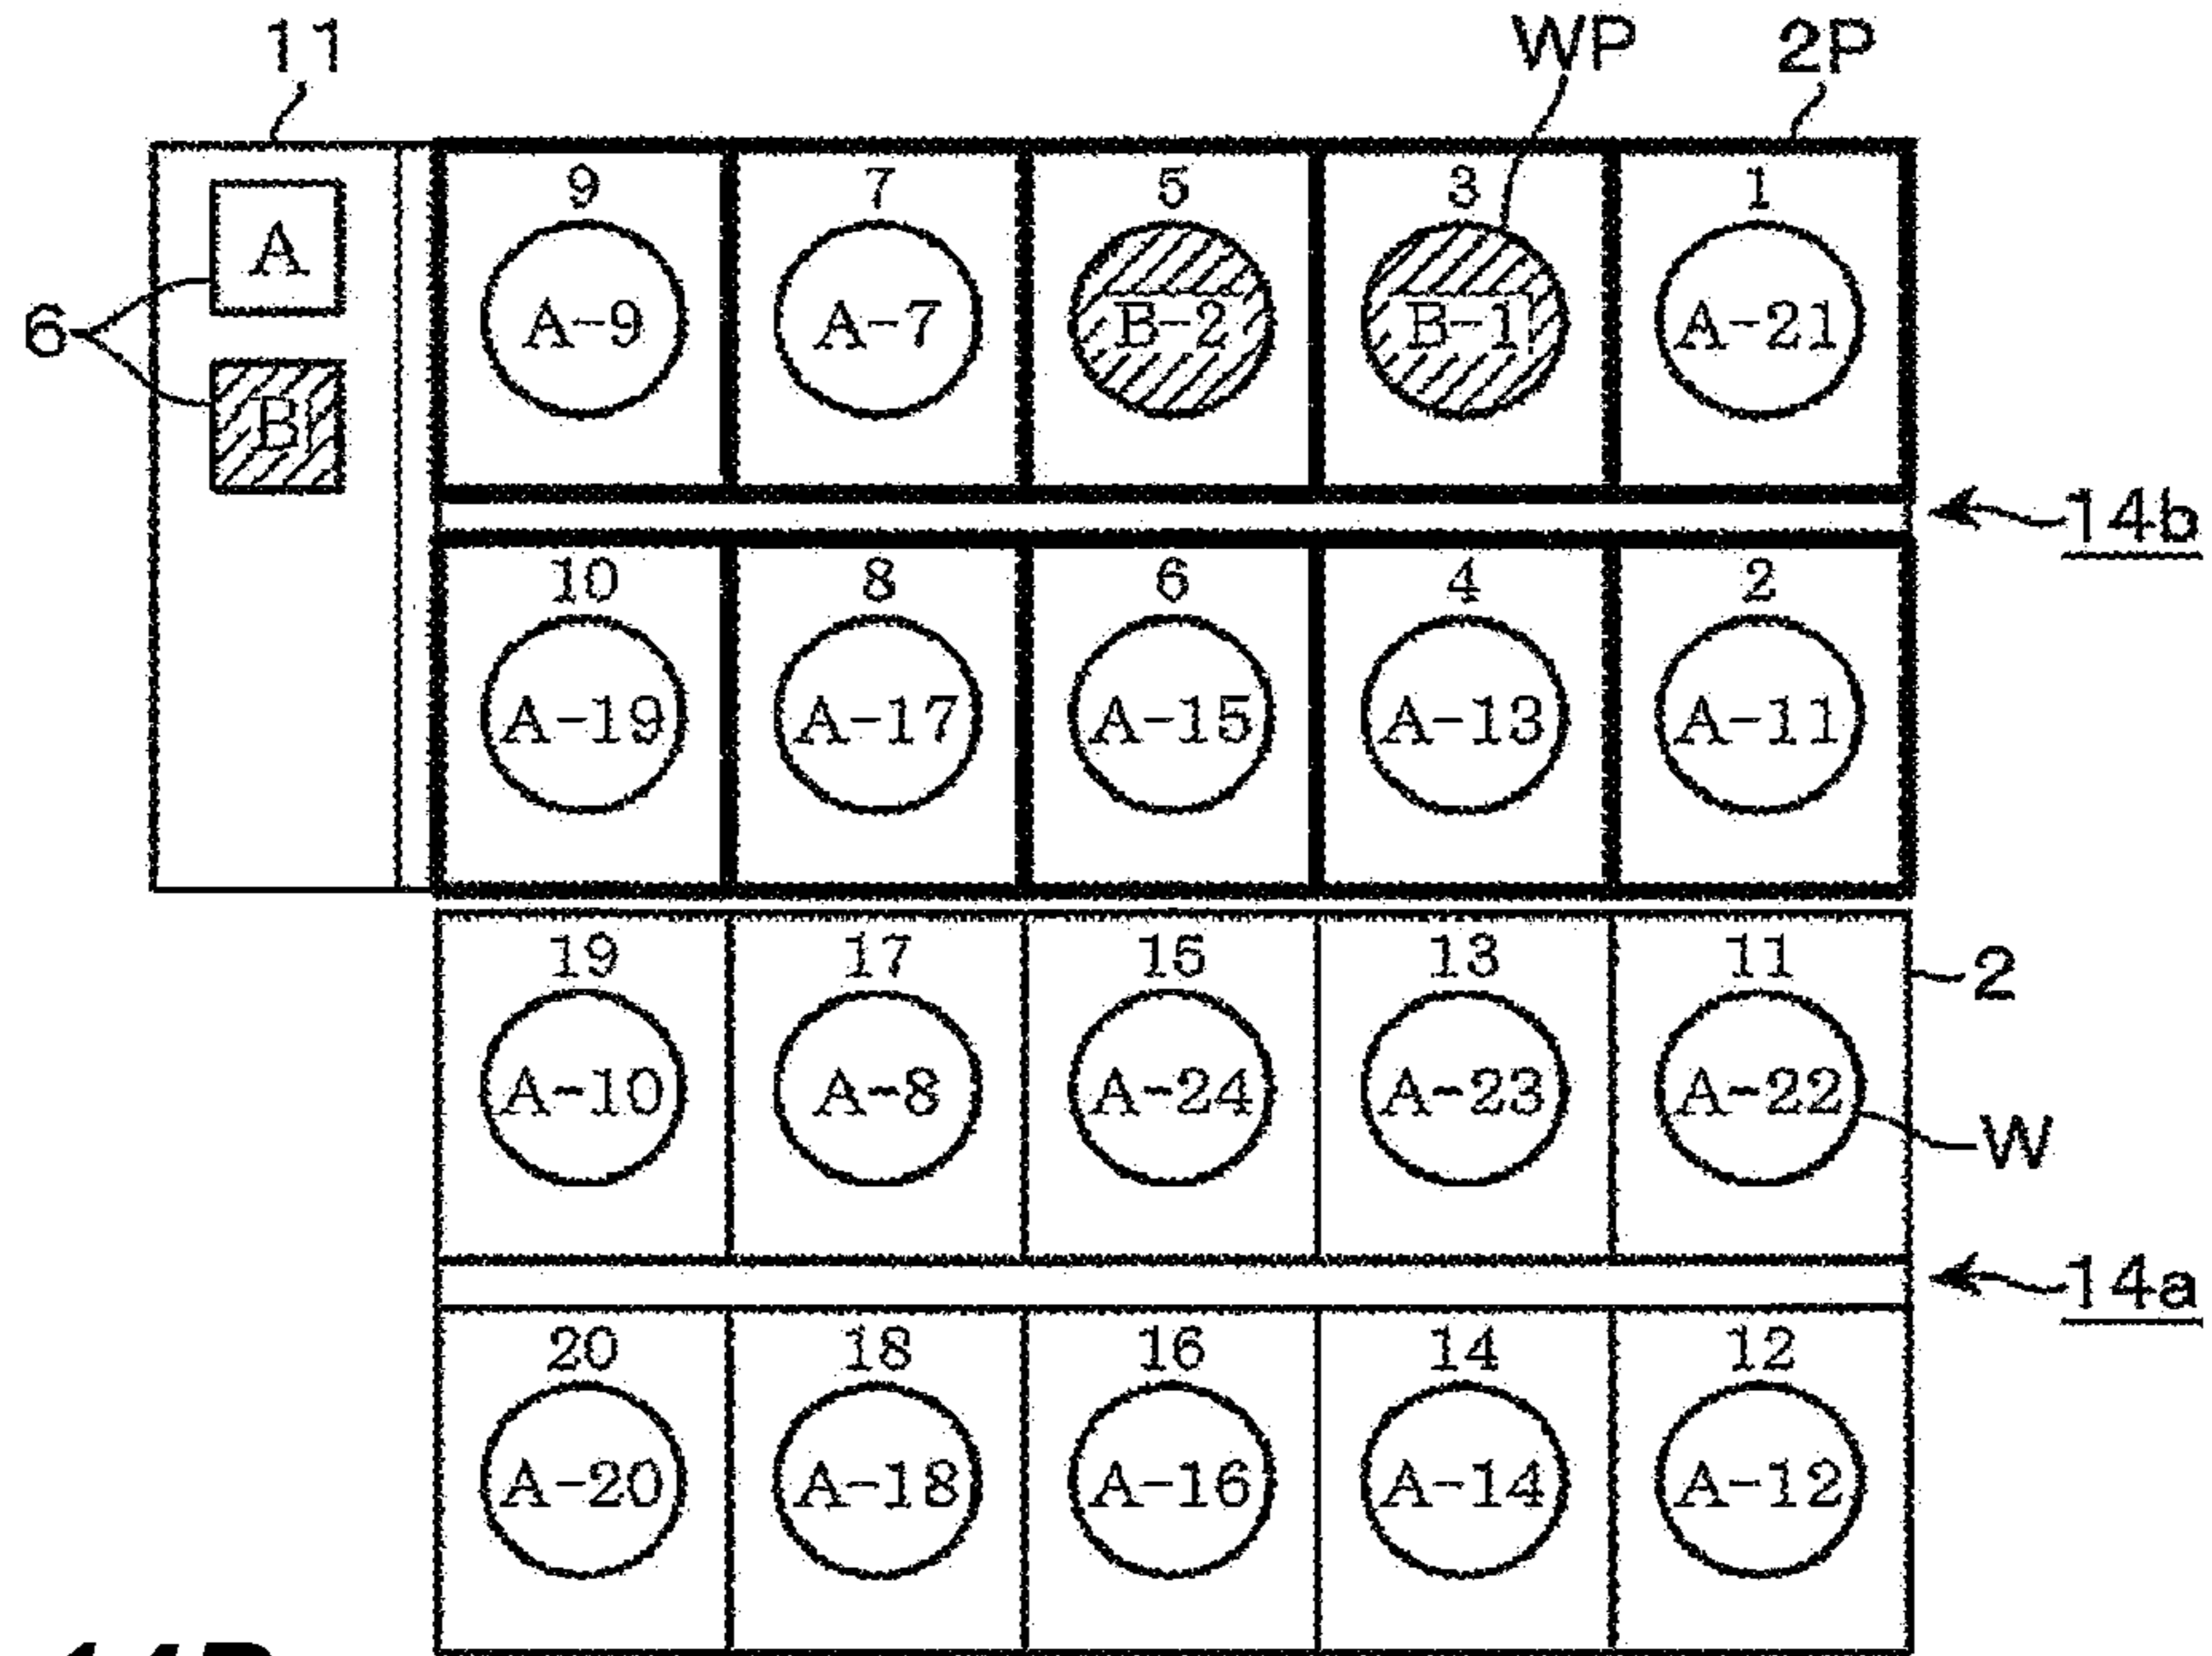 11 WP 2P
9 7 5 3 1
A
A-9 A-7 B-2 B-1 A-21
6
B
14b
10 8 6 4 2
A-19 A-17 A-15 A-13 A-11
19 17 15 13 11
2
A-10 A-8 A-24 A-23 A-22
W
14a
20 18 16 14 12
A-20 A-18 A-16 A-14 A-12